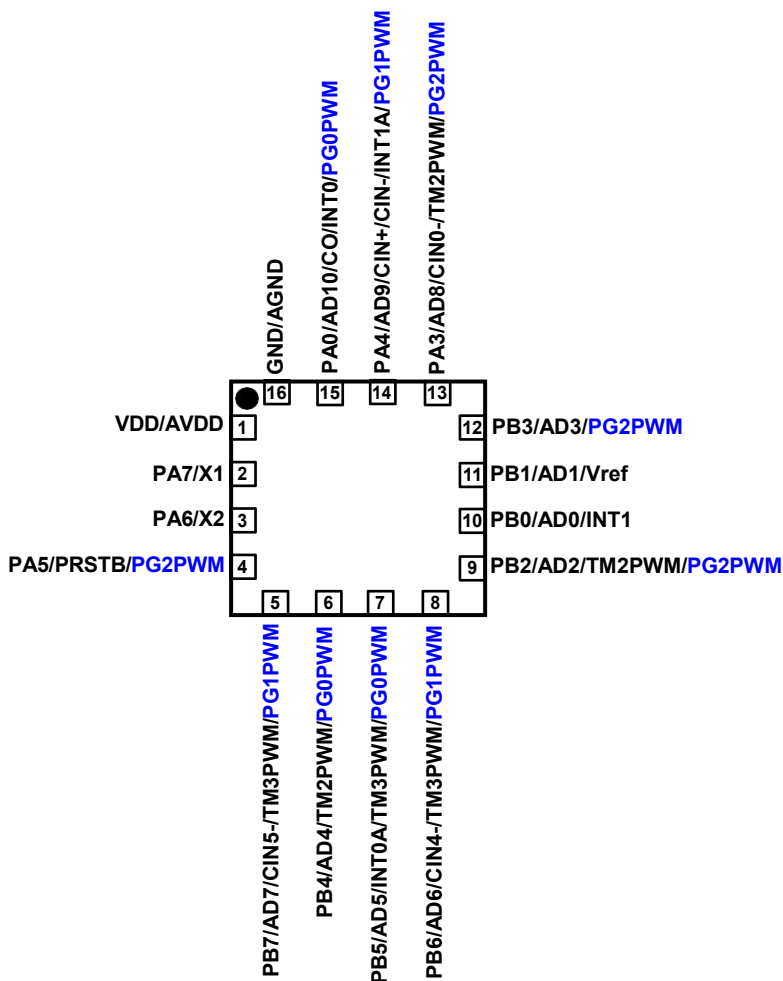 GND/AGND
PA0/AD10/CO/INT0/PG0PWM
PA4/AD9/CIN+/CIN-/INT1A/PG1PWM
PA3/AD8/CIN0-/TM2PWM/PG2PWM
16
15
14
13
VDD/AVDD 1
12 PB3/AD3/PG2PWM
PA7/X1 2
11 PB1/AD1/Vref
PA6/X2 3
10 PB0/AD0/INT1
PA5/PRSTB/PG2PWM 4
9 PB2/AD2/TM2PWM/PG2PWM
5
6
7
8
PB7/AD7/CIN5-/TM3PWM/PG1PWM
PB4/AD4/TM2PWM/PG0PWM
PB5/AD5/INT0A/TM3PWM/PG0PWM
PB6/AD6/CIN4-/TM3PWM/PG1PWM